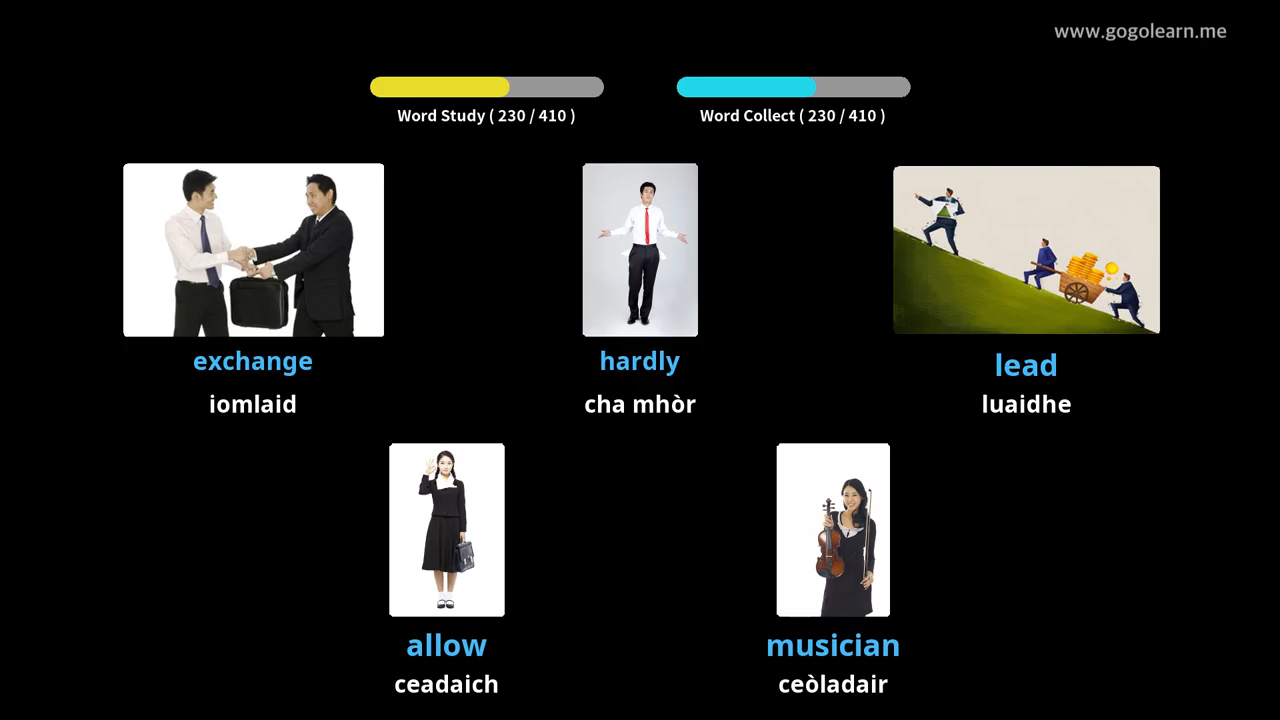 www.gogolearn.me
Word Study ( 230 / 410 )
Word Collect ( 230 / 410 )
exchange
iomlaid
hardly
cha mhòr
lead
luaidhe
allow
ceadaich
musician
ceòladair